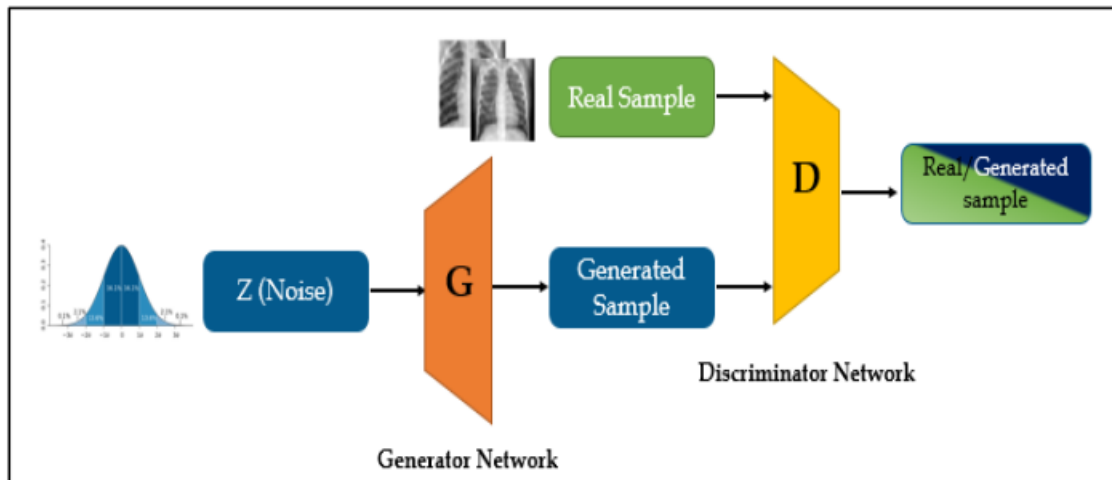 Real Sample
D
Real/Generated
sample
Z (Noise)
G
Generated
Sample
Discriminator Network
Generator Network